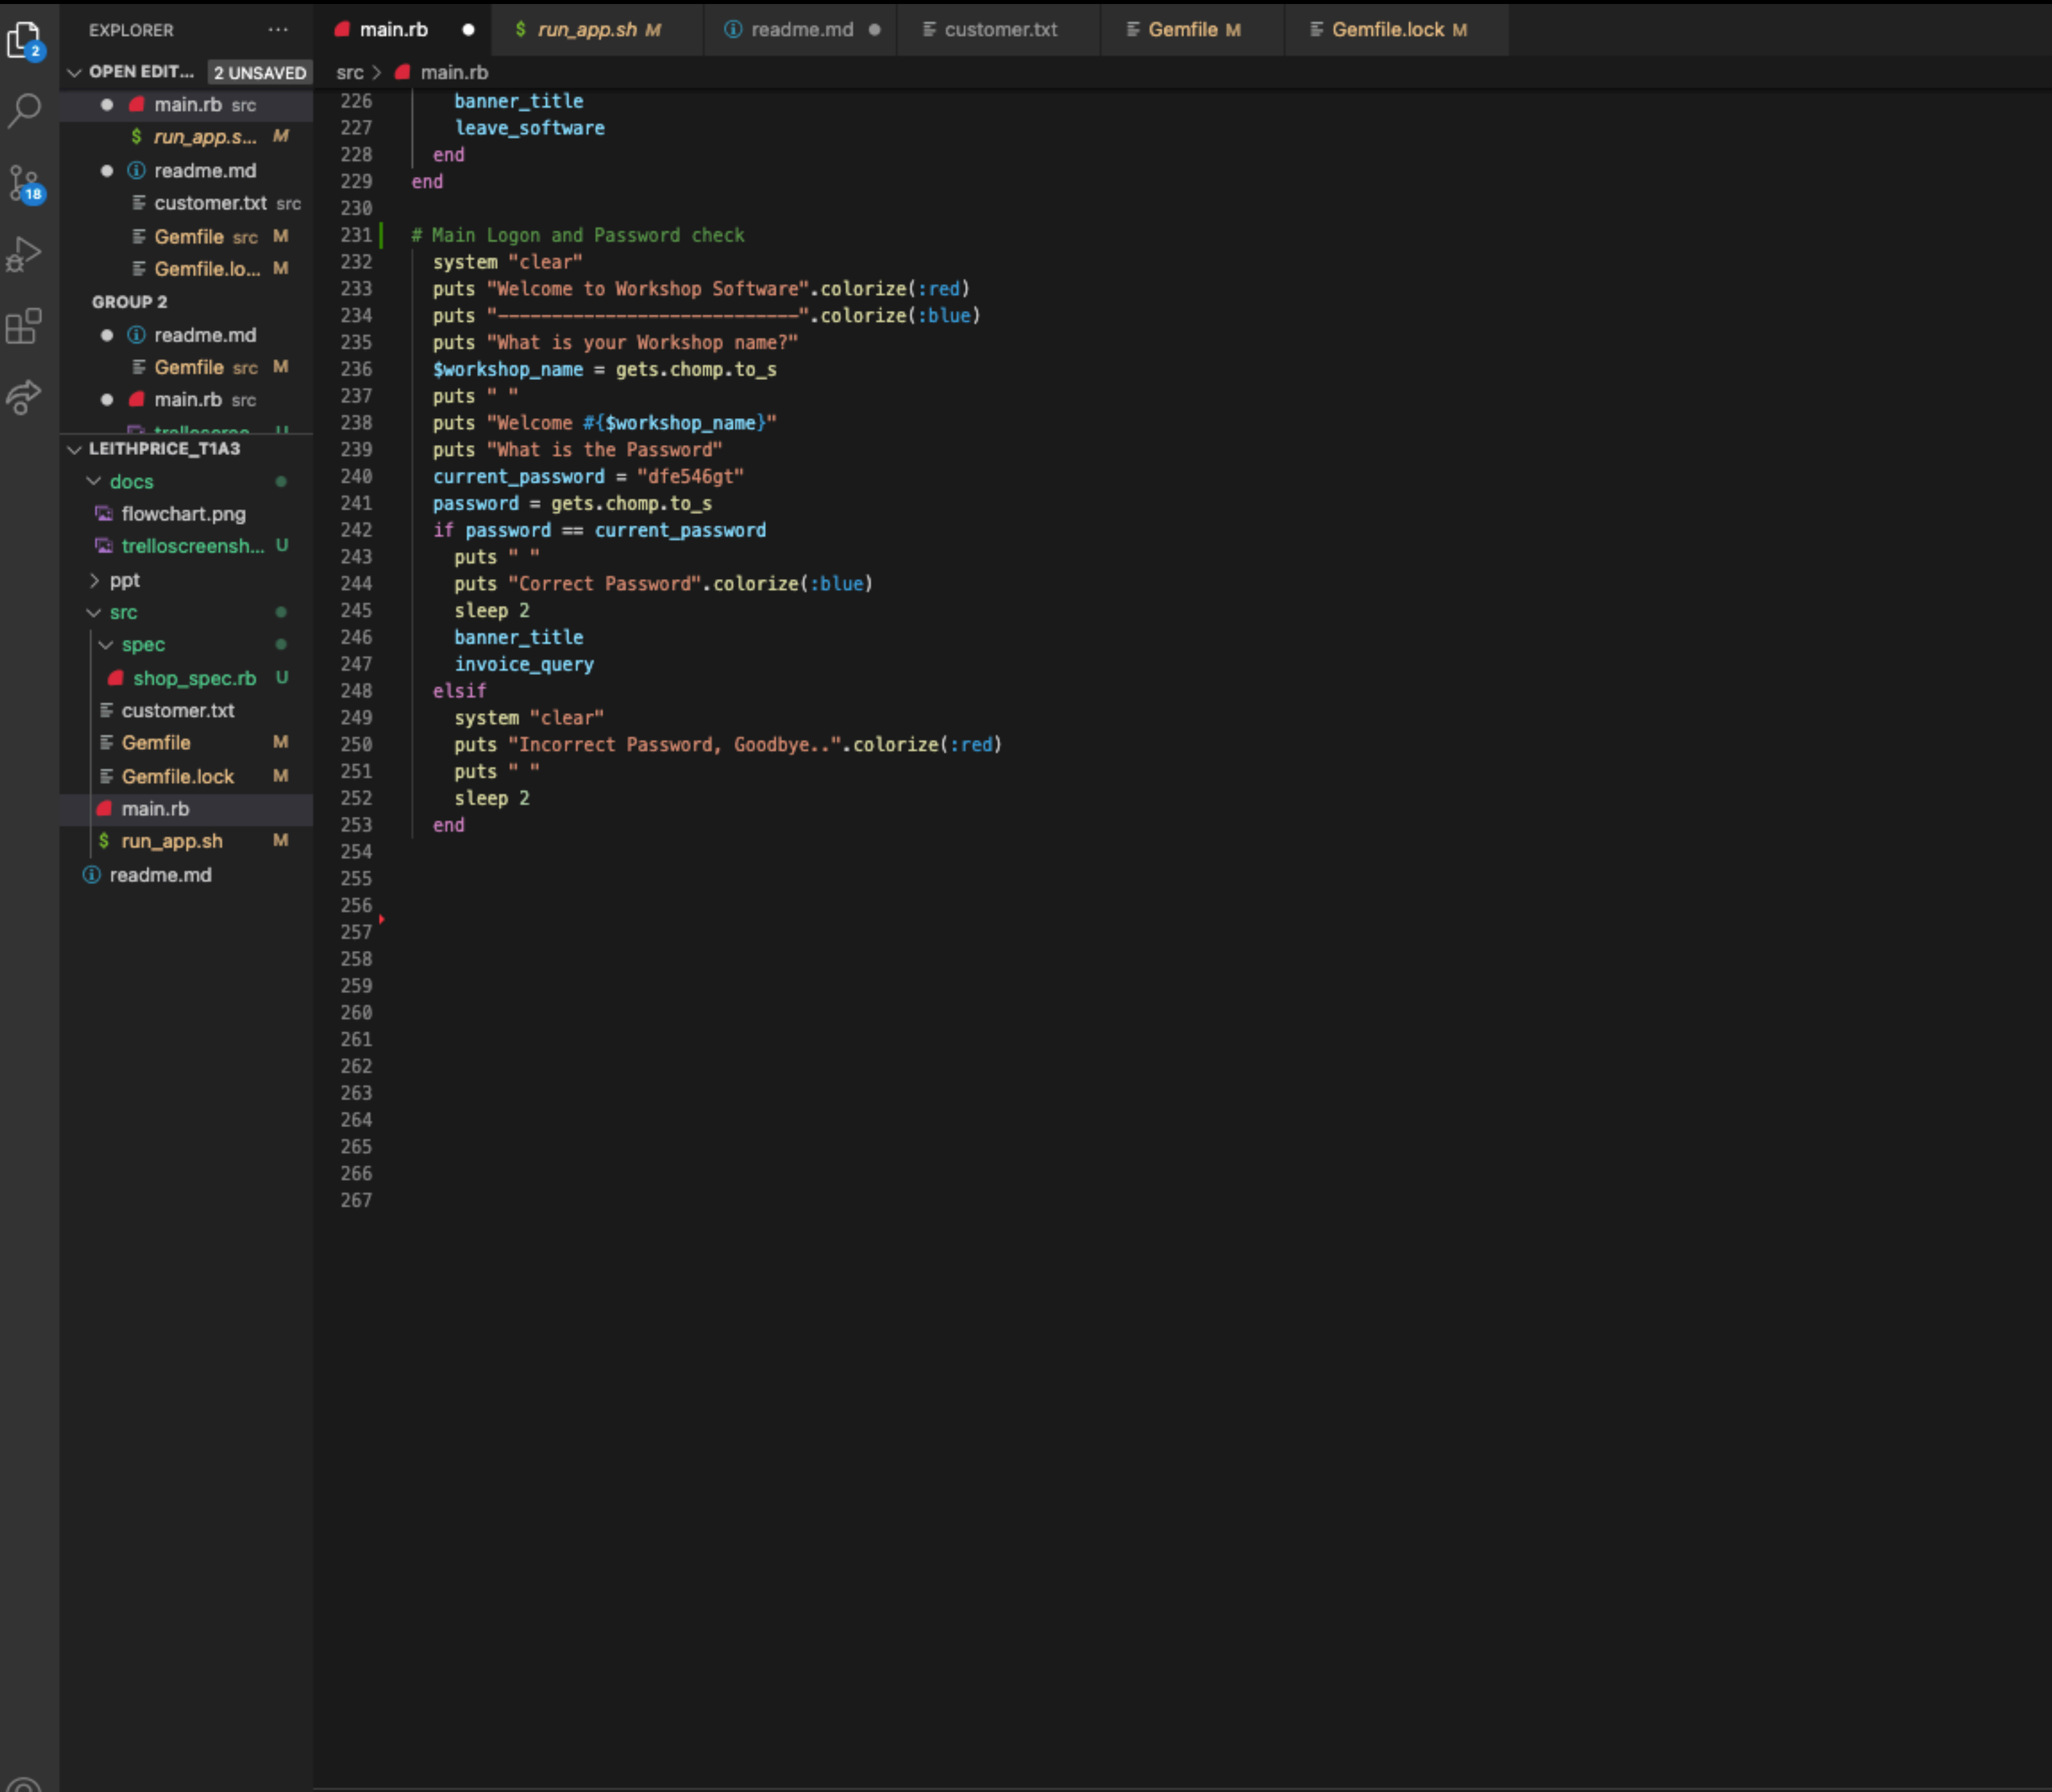 EXPLORER ...
OPEN EDIT... 2 UNSAVED
main.rb src
$ run_app.s... M
readme.md
customer.txt src
Gemfile src M
Gemfile.lo... M
GROUP 2
readme.md
Gemfile src M
main.rb src
LEITHPRICE_T1A3
docs
flowchart.png
trelloscreensh... U
ppt
src
spec
shop_spec.rb U
customer.txt
Gemfile M
Gemfile.lock M
main.rb
$ run_app.sh M
readme.md
2
18
main.rb $ run_app.sh M readme.md customer.txt Gemfile M Gemfile.lock M
src > main.rb
226 banner_title
227 leave_software
228 end
229 end
230
231 # Main Logon and Password check
232 system "clear"
233 puts "Welcome to Workshop Software".colorize(:red)
234 puts "----------------------------".colorize(:blue)
235 puts "What is your Workshop name?"
236 $workshop_name = gets.chomp.to_s
237 puts " "
238 puts "Welcome #{$workshop_name}"
239 puts "What is the Password"
240 current_password = "dfe546gt"
241 password = gets.chomp.to_s
242 if password == current_password
243 puts " "
244 puts "Correct Password".colorize(:blue)
245 sleep 2
246 banner_title
247 invoice_query
248 elsif
249 system "clear"
250 puts "Incorrect Password, Goodbye..".colorize(:red)
251 puts " "
252 sleep 2
253 end
254
255
256
257
258
259
260
261
262
263
264
265
266
267